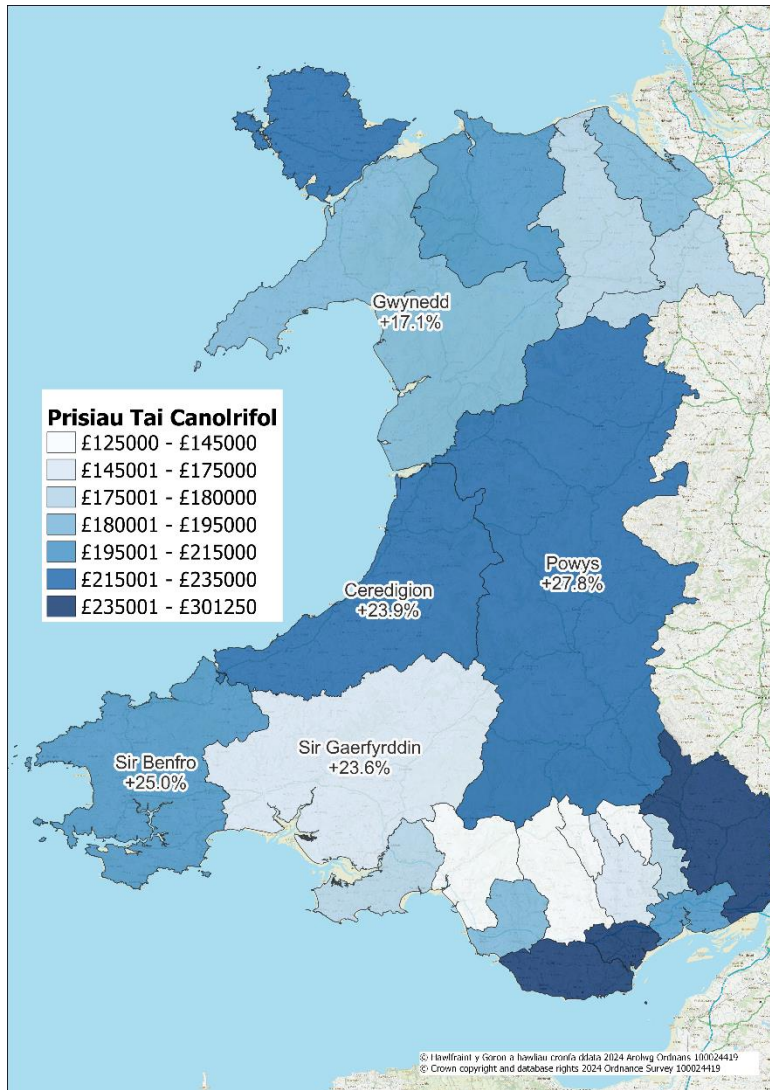 Gwynedd
+17.1%
Prisiau Tai Canolrifol
£125000 - £145000
£145001 - £175000
£175001 - £180000
£180001 - £195000
£195001 - £215000
£215001 - £235000
£235001 - £301250
Powys
+27.8%
Ceredigion
+23.9%
Sir Gaerfyrddin
+23.6%
Sir Benfro
+25.0%
© Hawlfraint y Goron a hawliau cronfa ddata 2024 Arolwg Ordnans 100024419
© Crown copyright and database rights 2024 Ordnance Survey 100024419